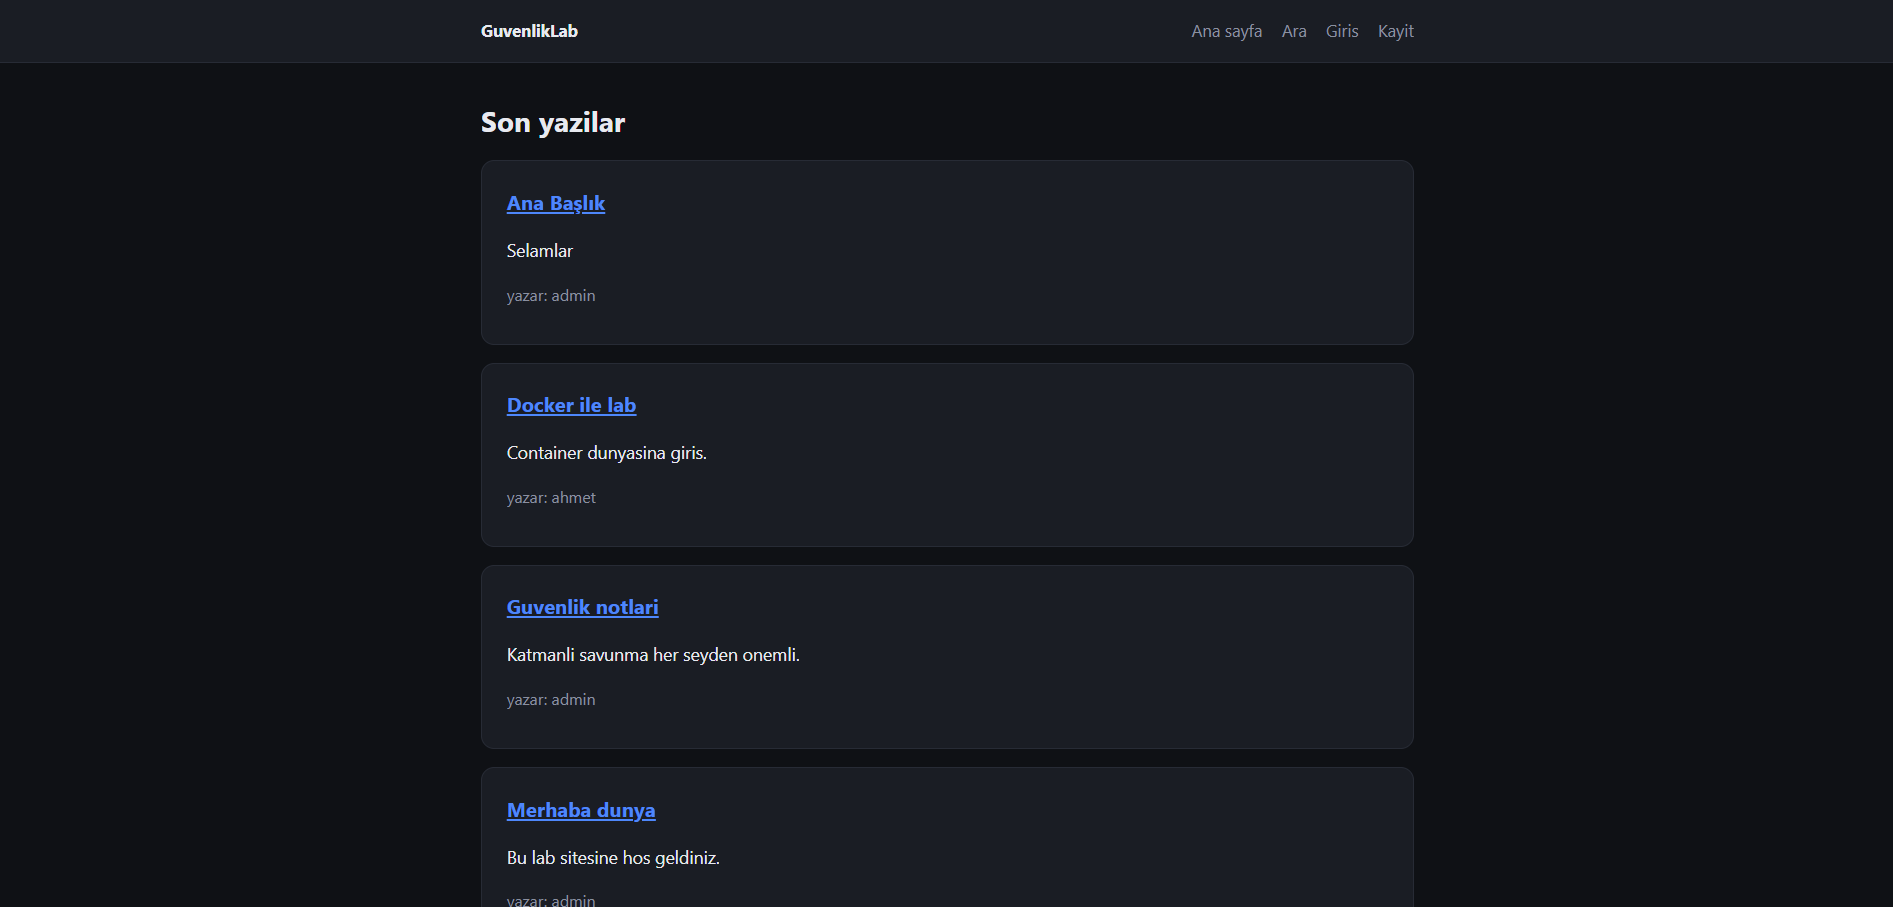 GuvenlikLab
Ana sayfa Ara Giris Kayit
Son yazilar
Ana Başlık
Selamlar
yazar: admin
Docker ile lab
Container dunyasina giris.
yazar: ahmet
Guvenlik notlari
Katmanli savunma her seyden onemli.
yazar: admin
Merhaba dunya
Bu lab sitesine hos geldiniz.
yazar: admin